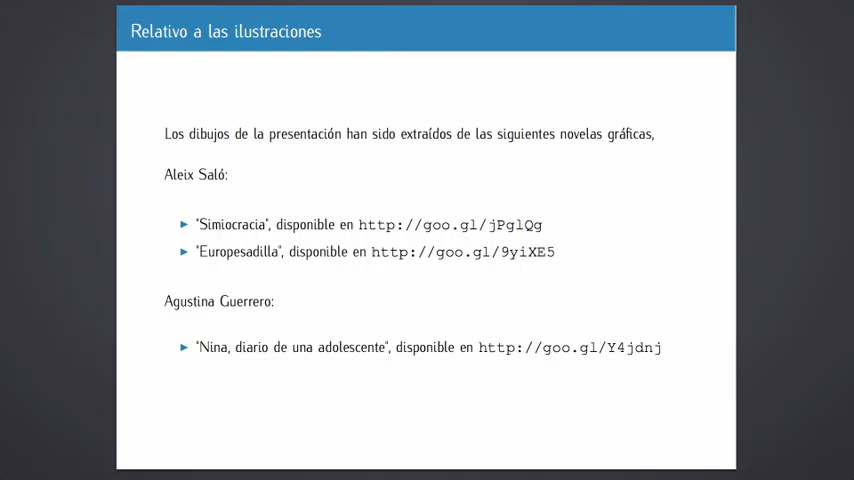 Relativo a las ilustraciones
Los dibujos de la presentación han sido extraídos de las siguientes novelas gráficas,
Aleix Saló:
"Simiocracia", disponible en http://goo.gl/jPglQg
"Europesadilla", disponible en http://goo.gl/9yiXE5
Agustina Guerrero:
"Nina, diario de una adolescente", disponible en http://goo.gl/Y4jdnj